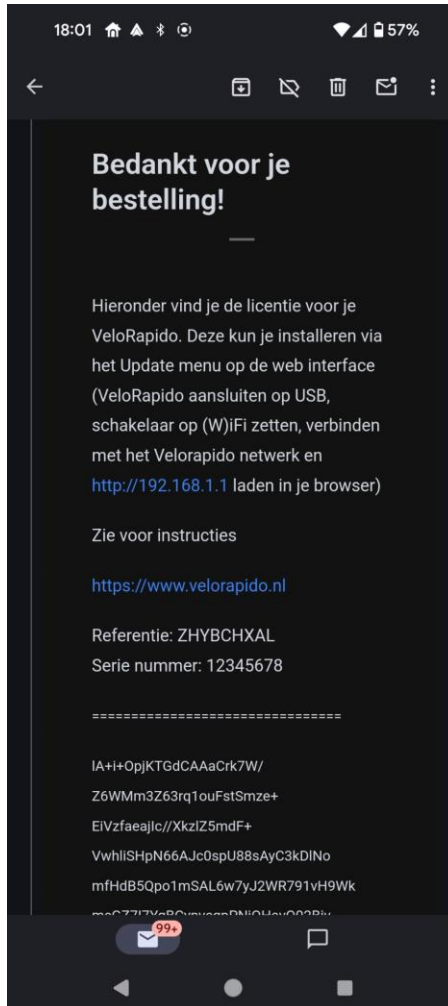 18:01
57%
Bedankt voor je
bestelling!
Hieronder vind je de licentie voor je
VeloRapido. Deze kun je installeren via
het Update menu op de web interface
(VeloRapido aansluiten op USB,
schakelaar op (W)iFi zetten, verbinden
met het Velorapido netwerk en
http://192.168.1.1 laden in je browser)
Zie voor instructies
https://www.velorapido.nl
Referentie: ZHYBCHXAL
Serie nummer: 12345678
================================
lA+i+OpjKTGdCAAaCrk7W/
Z6WMm3Z63rq1ouFstSmze+
EiVzfaeajIc//XkzlZ5mdF+
VwhliSHpN66AJc0spU88sAyC3kDlNo
mfHdB5Qpo1mSAL6w7yJ2WR791vH9Wk
99+